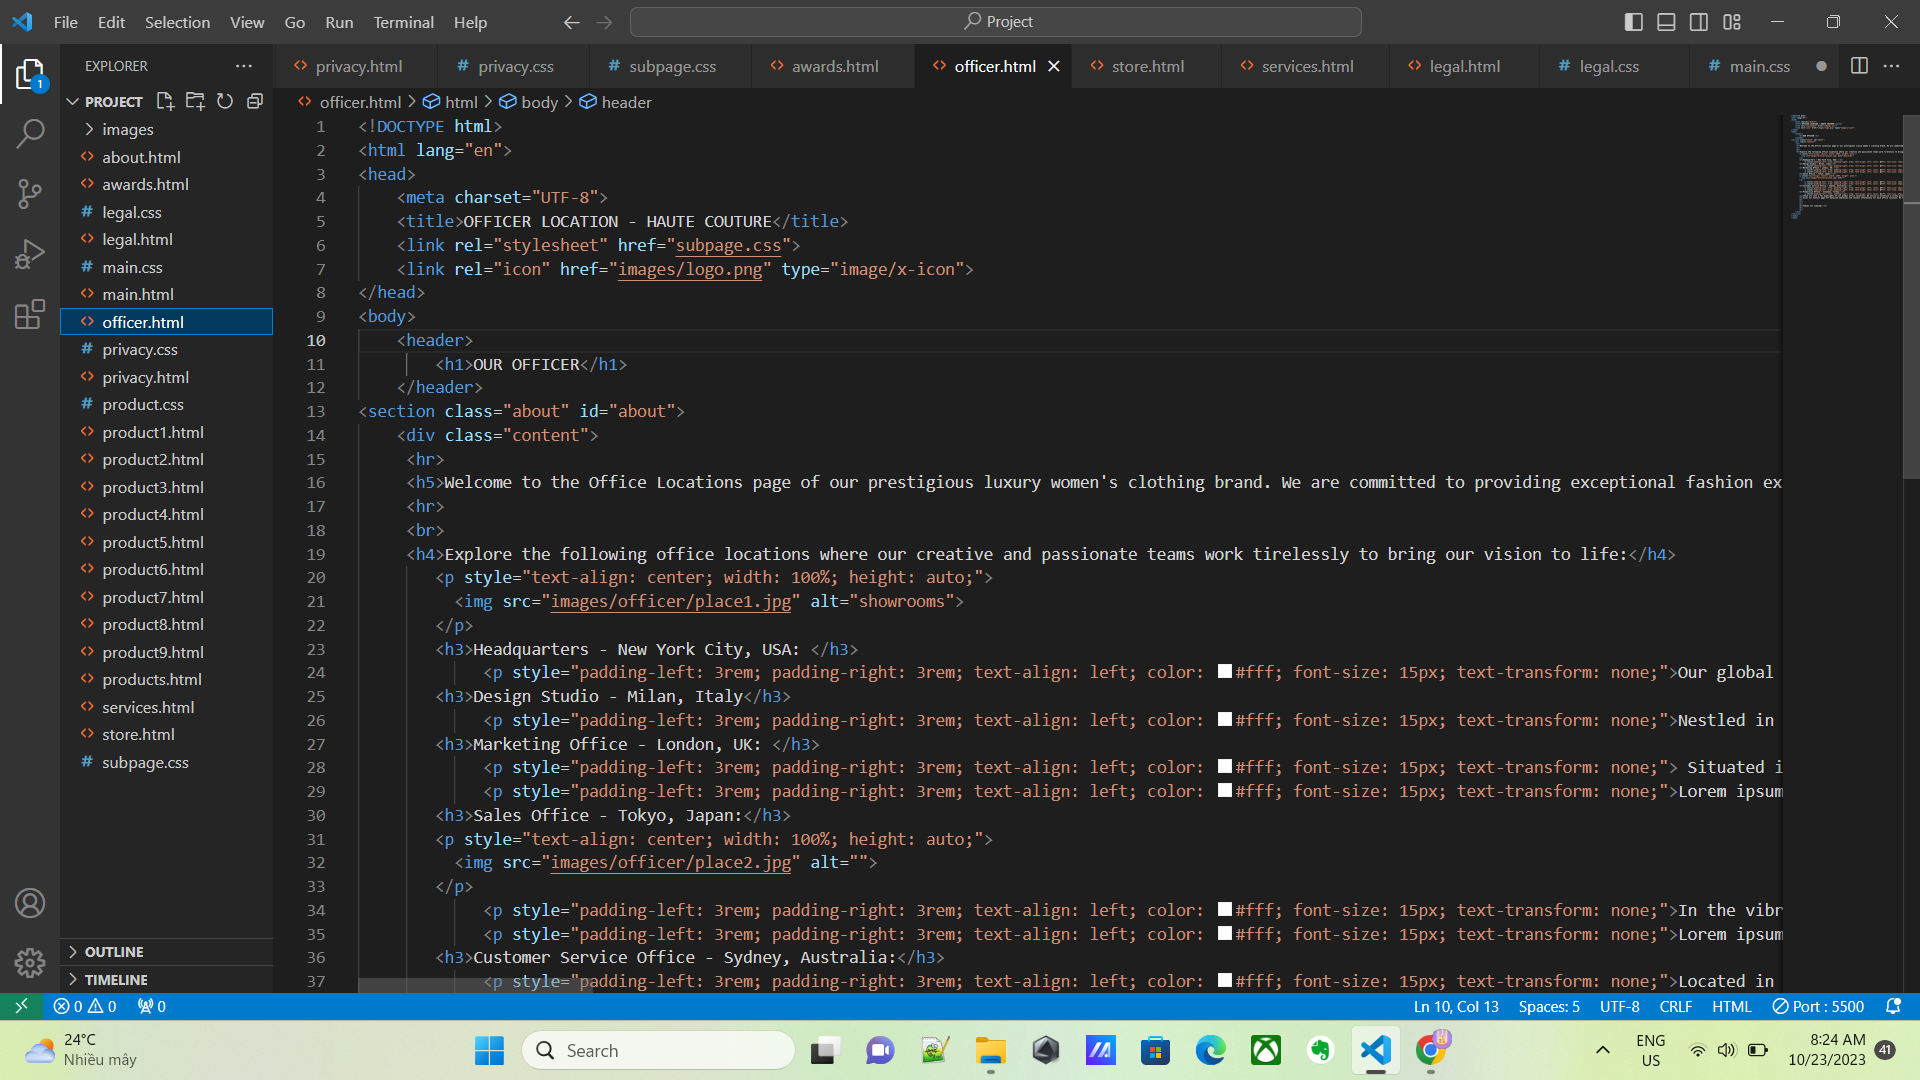 File Edit Selection View Go Run Terminal Help
Project
EXPLORER
privacy.html
privacy.css
subpage.css
awards.html
officer.html
store.html
services.html
legal.html
legal.css
main.css
1
PROJECT
images
about.html
awards.html
legal.css
legal.html
main.css
main.html
officer.html
privacy.css
privacy.html
product.css
product1.html
product2.html
product3.html
product4.html
product5.html
product6.html
product7.html
product8.html
product9.html
products.html
services.html
store.html
subpage.css
OUTLINE
TIMELINE
officer.html > html > body > header
1 <!DOCTYPE html>
2 <html lang="en">
3 <head>
4 <meta charset="UTF-8">
5 <title>OFFICER LOCATION - HAUTE COUTURE</title>
6 <link rel="stylesheet" href="subpage.css">
7 <link rel="icon" href="images/logo.png" type="image/x-icon">
8 </head>
9 <body>
10 <header>
11 <h1>OUR OFFICER</h1>
12 </header>
13 <section class="about" id="about">
14 <div class="content">
15 <hr>
16 <h5>Welcome to the Office Locations page of our prestigious luxury women's clothing brand. We are committed to providing exceptional fashion ex
17 <hr>
18 <br>
19 <h4>Explore the following office locations where our creative and passionate teams work tirelessly to bring our vision to life:</h4>
20 <p style="text-align: center; width: 100%; height: auto;">
21 <img src="images/officer/place1.jpg" alt="showrooms">
22 </p>
23 <h3>Headquarters - New York City, USA: </h3>
24 <p style="padding-left: 3rem; padding-right: 3rem; text-align: left; color: #fff; font-size: 15px; text-transform: none;">Our global
25 <h3>Design Studio - Milan, Italy</h3>
26 <p style="padding-left: 3rem; padding-right: 3rem; text-align: left; color: #fff; font-size: 15px; text-transform: none;">Nestled in
27 <h3>Marketing Office - London, UK: </h3>
28 <p style="padding-left: 3rem; padding-right: 3rem; text-align: left; color: #fff; font-size: 15px; text-transform: none;"> Situated i
29 <p style="padding-left: 3rem; padding-right: 3rem; text-align: left; color: #fff; font-size: 15px; text-transform: none;">Lorem ipsum
30 <h3>Sales Office - Tokyo, Japan:</h3>
31 <p style="text-align: center; width: 100%; height: auto;">
32 <img src="images/officer/place2.jpg" alt="">
33 </p>
34 <p style="padding-left: 3rem; padding-right: 3rem; text-align: left; color: #fff; font-size: 15px; text-transform: none;">In the vibr
35 <p style="padding-left: 3rem; padding-right: 3rem; text-align: left; color: #fff; font-size: 15px; text-transform: none;">Lorem ipsum
36 <h3>Customer Service Office - Sydney, Australia:</h3>
37 <p style="padding-left: 3rem; padding-right: 3rem; text-align: left; color: #fff; font-size: 15px; text-transform: none;">Located in
0 0 0
Ln 10, Col 13 Spaces: 5 UTF-8 CRLF HTML Port : 5500
24°C
Nhiều mây
Search
ENG
US
8:24 AM
10/23/2023
41